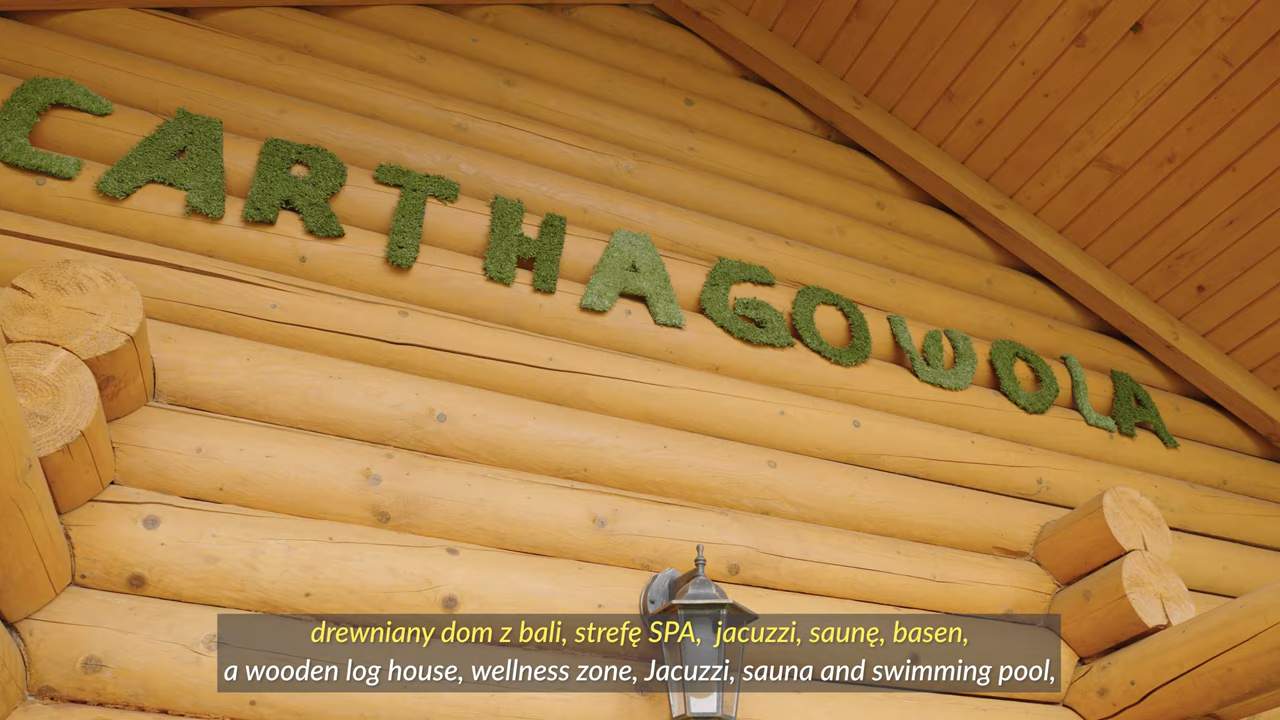 CARTHAGOWOLA
drewniany dom z bali, strefę SPA, jacuzzi, saunę, basen,
a wooden log house, wellness zone, Jacuzzi, sauna and swimming pool,